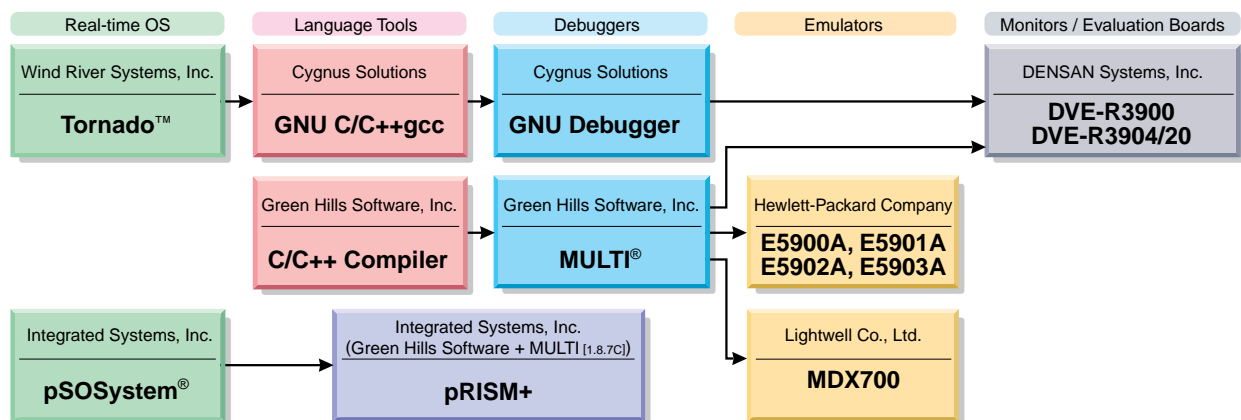 Real-time OS
Language Tools
Debuggers
Emulators
Monitors / Evaluation Boards
Wind River Systems, Inc.
Tornado™
Cygnus Solutions
GNU C/C++gcc
Cygnus Solutions
GNU Debugger
DENSAN Systems, Inc.
DVE-R3900
DVE-R3904/20
Green Hills Software, Inc.
C/C++ Compiler
Green Hills Software, Inc.
MULTI®
Hewlett-Packard Company
E5900A, E5901A
E5902A, E5903A
Integrated Systems, Inc.
pSOSystem®
Integrated Systems, Inc.
(Green Hills Software + MULTI [1.8.7C])
pRISM+
Lightwell Co., Ltd.
MDX700